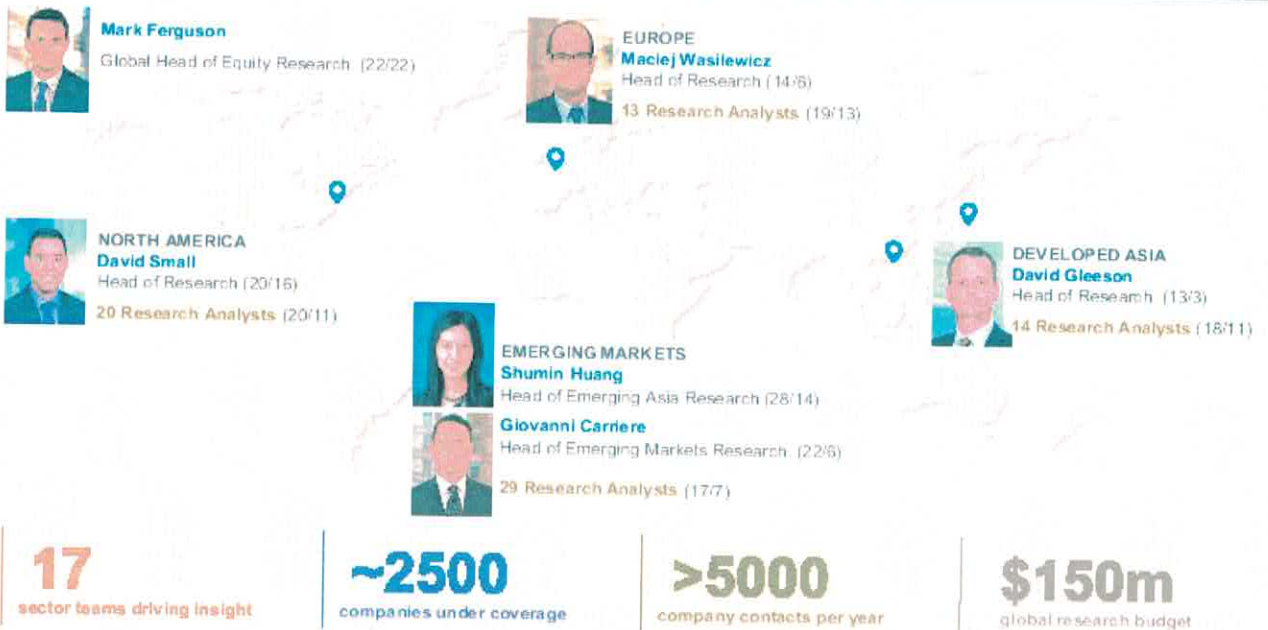 Mark Ferguson
Global Head of Equity Research (22/22)
EUROPE
Maciej Wasilewicz
Head of Research (14/6)
13 Research Analysts (19/13)
NORTH AMERICA
David Small
Head of Research (20/16)
20 Research Analysts (20/11)
DEVELOPED ASIA
David Gleeson
Head of Research (13/3)
14 Research Analysts (18/11)
EMERGING MARKETS
Shumin Huang
Head of Emerging Asia Research (28/14)
Giovanni Carriere
Head of Emerging Markets Research (22/6)
29 Research Analysts (17/7)
17
sector teams driving insight
~2500
companies under coverage
>5000
company contacts per year
$150m
global research budget